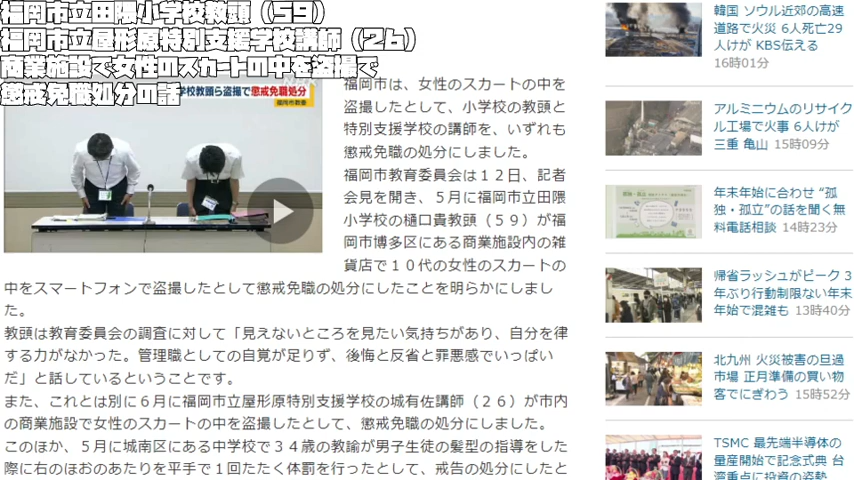 福岡市立田隈小学校教頭（59）
福岡市立屋形原特別支援学校講師（26）
商業施設で女性のスカートの中を盗撮で
懲戒免職処分の話
学校教頭ら盗撮で懲戒免職処分
福岡市教委
福岡市は、女性のスカートの中を
盗撮したとして、小学校の教頭と
特別支援学校の講師を、いずれも
懲戒免職の処分にしました。
福岡市教育委員会は１２日、記者
会見を開き、５月に福岡市立田隈
小学校の樋口貴教頭（５９）が福
岡市博多区にある商業施設内の雑
貨店で１０代の女性のスカートの
中をスマートフォンで盗撮したとして懲戒免職の処分にしたことを明らかにしまし
た。
教頭は教育委員会の調査に対して「見えないところを見たい気持ちがあり、自分を律
する力がなかった。管理職としての自覚が足りず、後悔と反省と罪悪感でいっぱい
だ」と話しているということです。
また、これとは別に６月に福岡市立屋形原特別支援学校の城有佐講師（２６）が市内
の商業施設で女性のスカートの中を盗撮したとして、懲戒免職の処分にしました。
このほか、５月に城南区にある中学校で３４歳の教諭が男子生徒の髪型の指導をした
際に右のほおのあたりを平手で１回たたく体罰を行ったとして、戒告の処分にしたと
韓国 ソウル近郊の高速
道路で火災 6人死亡29
人けが KBS伝える
16時01分
アルミニウムのリサイク
ル工場で火事 6人けが
三重 亀山 15時09分
年末年始に合わせ “孤
独・孤立”の話を聞く無
料電話相談 14時23分
帰省ラッシュがピーク 3
年ぶり行動制限ない年末
年始で混雑も 13時40分
北九州 火災被害の旦過
市場 正月準備の買い物
客でにぎわう 15時52分
TSMC 最先端半導体の
量産開始で記念式典 台
湾重点に投資の姿勢